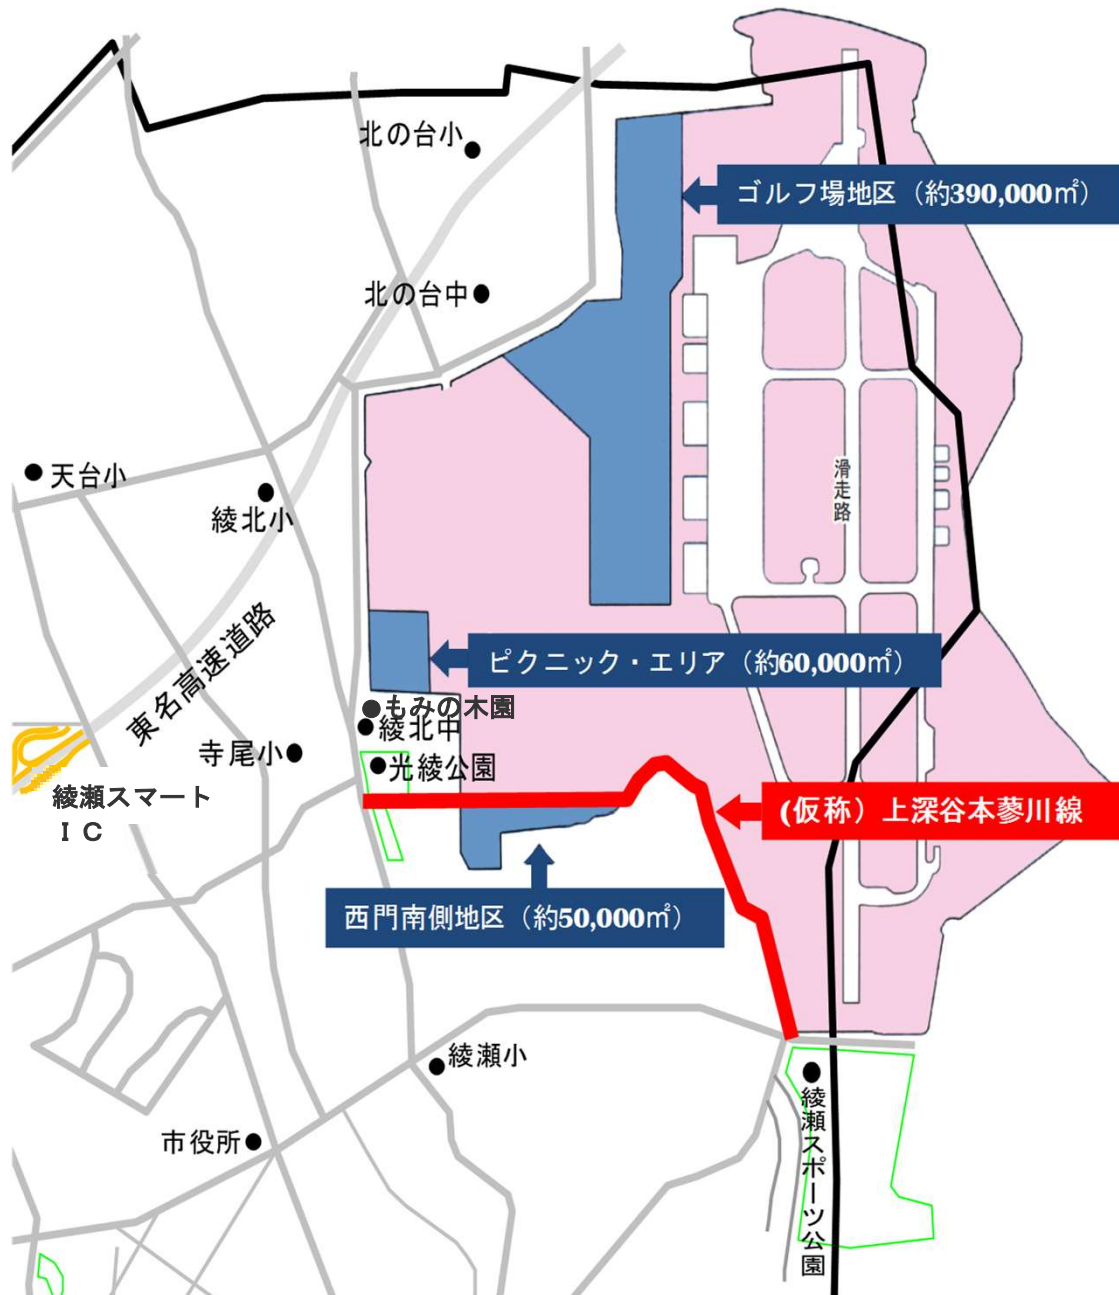 北の台小
ゴルフ場地区（約390,000㎡）
北の台中
天台小
綾北小
滑走路
東名高速道路
ピクニック・エリア（約60,000㎡）
もみの木園
綾北中
寺尾小
光綾公園
綾瀬スマート
ＩＣ
(仮称）上深谷本蓼川線
西門南側地区（約50,000㎡）
綾瀬小
綾瀬スポーツ公園
市役所